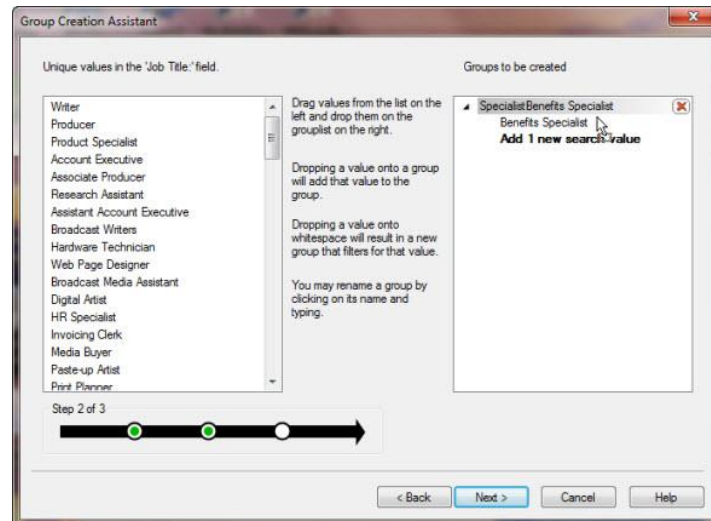 Group Creation Assistant
Unique values in the 'Job Title:' field.
Groups to be created
Writer
Producer
Product Specialist
Account Executive
Associate Producer
Research Assistant
Assistant Account Executive
Broadcast Writers
Hardware Technician
Web Page Designer
Broadcast Media Assistant
Digital Artist
HR Specialist
Invoicing Clerk
Media Buyer
Paste-up Artist
Print Planner
Drag values from the list on the
left and drop them on the
grouplist on the right.
Dropping a value onto a group
will add that value to the
group.
Dropping a value onto
whitespace will result in a new
group that filters for that value.
You may rename a group by
clicking on its name and
typing.
SpecialistBenefits Specialist
Benefits Specialist
Add 1 new search value
Step 2 of 3
< Back
Next >
Cancel
Help